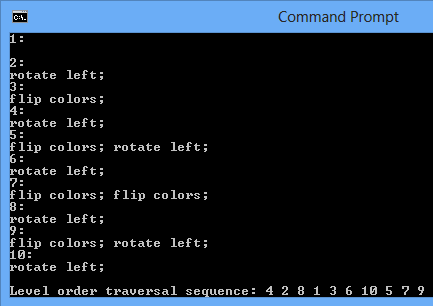 C:\.
Command Prompt
1:
2:
rotate left;
3:
flip colors;
4:
rotate left;
5:
flip colors; rotate left;
6:
rotate left;
7:
flip colors; flip colors;
8:
rotate left;
9:
flip colors; rotate left;
10:
rotate left;
Level order traversal sequence: 4 2 8 1 3 6 10 5 7 9